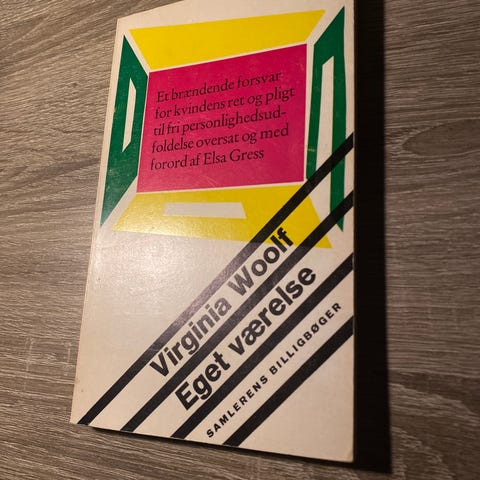 Et brændende forsvar
for kvindens ret og pligt
til fri personlighedsud-
foldelse oversat og med
forord af Elsa Gress
Virginia Woolf
Eget værelse
SAMLERENS BILLIGBØGER